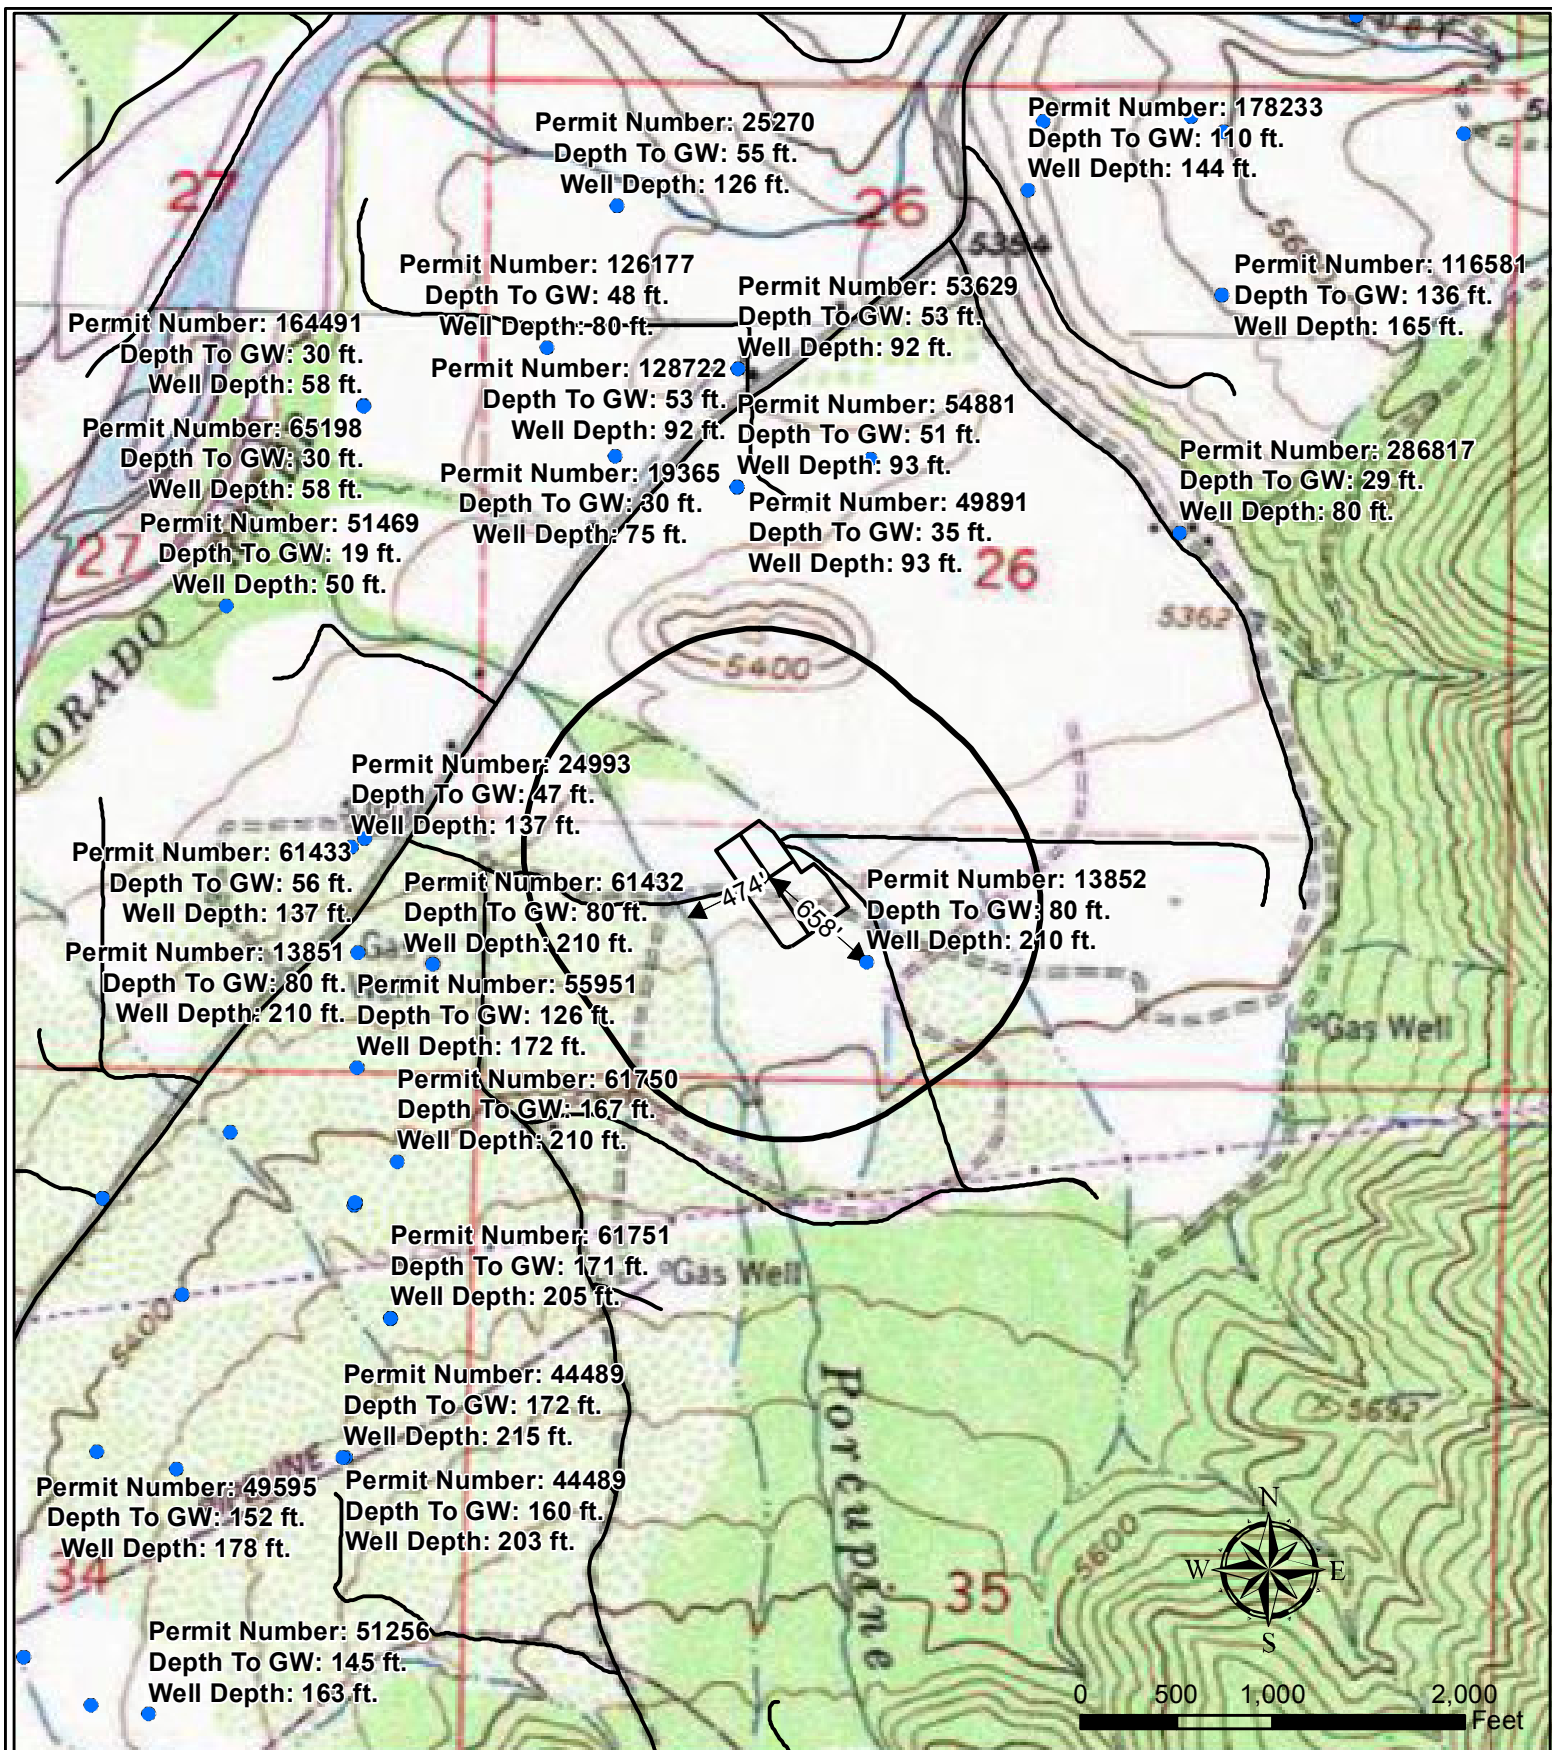 Permit Number: 25270
Depth To GW: 55 ft.
Well Depth: 126 ft.
Permit Number: 178233
Depth To GW: 110 ft.
Well Depth: 144 ft.
27
26
5354
Permit Number: 126177
Depth To GW: 48 ft.
Well Depth: 80 ft.
Permit Number: 53629
Depth To GW: 53 ft.
Well Depth: 92 ft.
Permit Number: 116581
Depth To GW: 136 ft.
Well Depth: 165 ft.
Permit Number: 164491
Depth To GW: 30 ft.
Well Depth: 58 ft.
Permit Number: 128722
Depth To GW: 53 ft.
Well Depth: 92 ft.
Permit Number: 54881
Depth To GW: 51 ft.
Well Depth: 93 ft.
Permit Number: 65198
Depth To GW: 30 ft.
Well Depth: 58 ft.
Permit Number: 286817
Depth To GW: 29 ft.
Well Depth: 80 ft.
Permit Number: 19365
Depth To GW: 30 ft.
Well Depth: 75 ft.
Permit Number: 49891
Depth To GW: 35 ft.
Well Depth: 93 ft.
Permit Number: 51469
Depth To GW: 19 ft.
Well Depth: 50 ft.
27
26
5362
5400
LORADO
Permit Number: 24993
Depth To GW: 47 ft.
Well Depth: 137 ft.
Permit Number: 61433
Depth To GW: 56 ft.
Well Depth: 137 ft.
Permit Number: 61432
Depth To GW: 80 ft.
Well Depth: 210 ft.
474'
658'
Permit Number: 13852
Depth To GW: 80 ft.
Well Depth: 210 ft.
Permit Number: 13851
Depth To GW: 80 ft.
Well Depth: 210 ft.
Gas
Permit Number: 55951
Depth To GW: 126 ft.
Well Depth: 172 ft.
Gas Well
Permit Number: 61750
Depth To GW: 167 ft.
Well Depth: 210 ft.
Permit Number: 61751
Depth To GW: 171 ft.
Well Depth: 205 ft.
Gas Well
5400
Permit Number: 44489
Depth To GW: 172 ft.
Well Depth: 215 ft.
5692
Porcupine
Permit Number: 49595
Depth To GW: 152 ft.
Well Depth: 178 ft.
Permit Number: 44489
Depth To GW: 160 ft.
Well Depth: 203 ft.
34
35
5600
N
W
E
S
Permit Number: 51256
Depth To GW: 145 ft.
Well Depth: 163 ft.
0 500 1,000 2,000
Feet